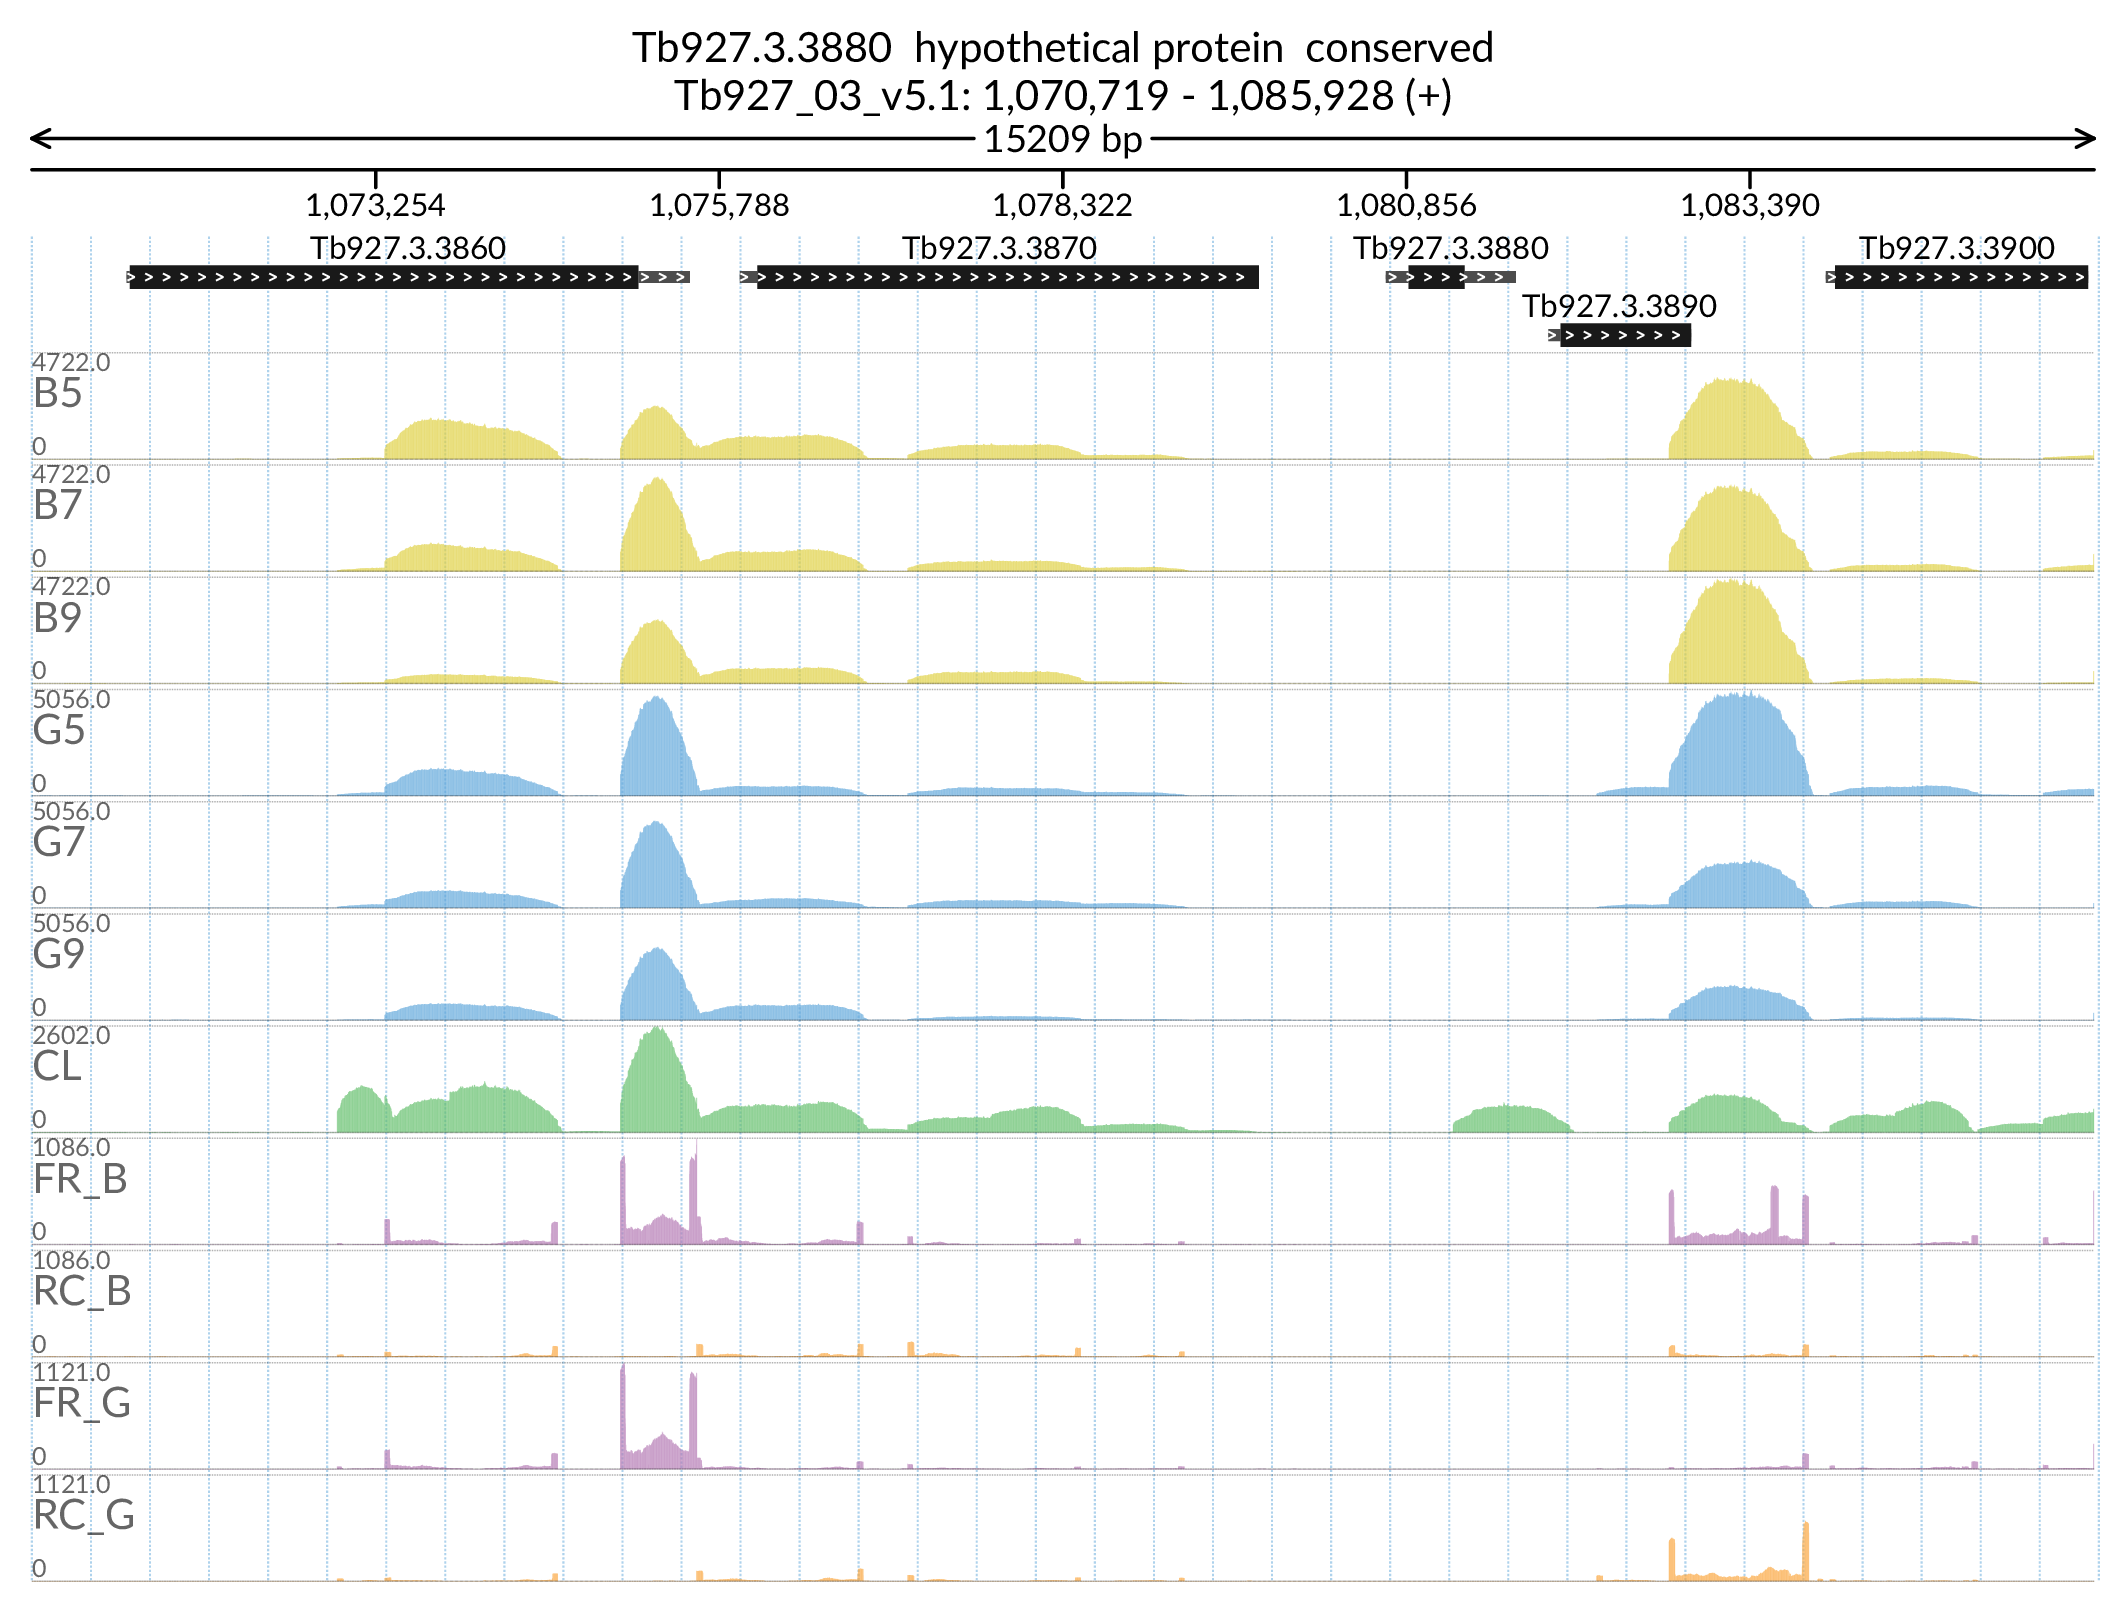 Tb927.3.3880  hypothetical protein  conserved
Tb927_03_v5.1: 1,070,719 - 1,085,928 (+)
15209 bp
1,073,254 1,075,788 1,078,322 1,080,856 1,083,390
Tb927.3.3860 Tb927.3.3870 Tb927.3.3880 Tb927.3.3900
Tb927.3.3890
4722.0
B5
0
4722.0
B7
0
4722.0
B9
0
5056.0
G5
0
5056.0
G7
0
5056.0
G9
0
2602.0
CL
0
1086.0
FR_B
0
1086.0
RC_B
0
1121.0
FR_G
0
1121.0
RC_G
0